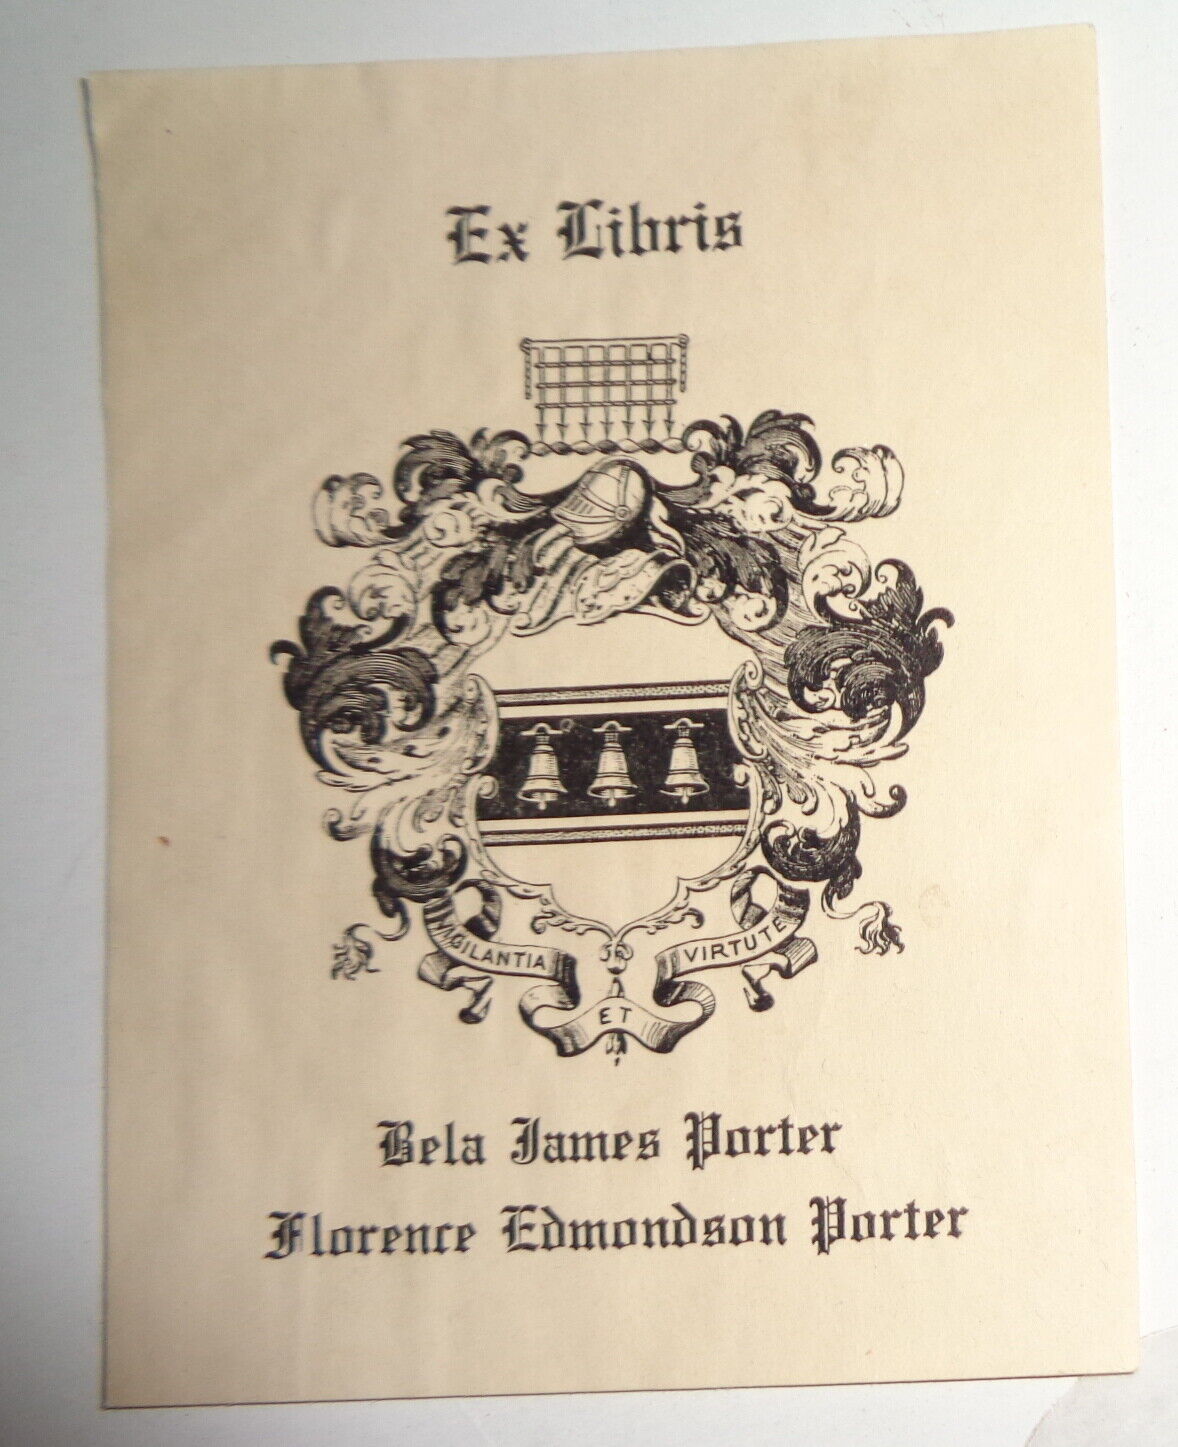 Ex Libris
VIGILANTIA ET VIRTUTE
Bela James Porter
Florence Edmondson Porter